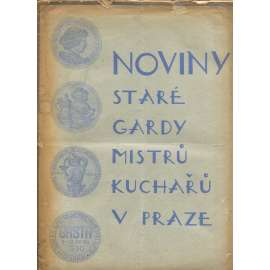 NOVINY
STARÉ
GARDY
MISTRŮ
KUCHAŘŮ
V PRAZE